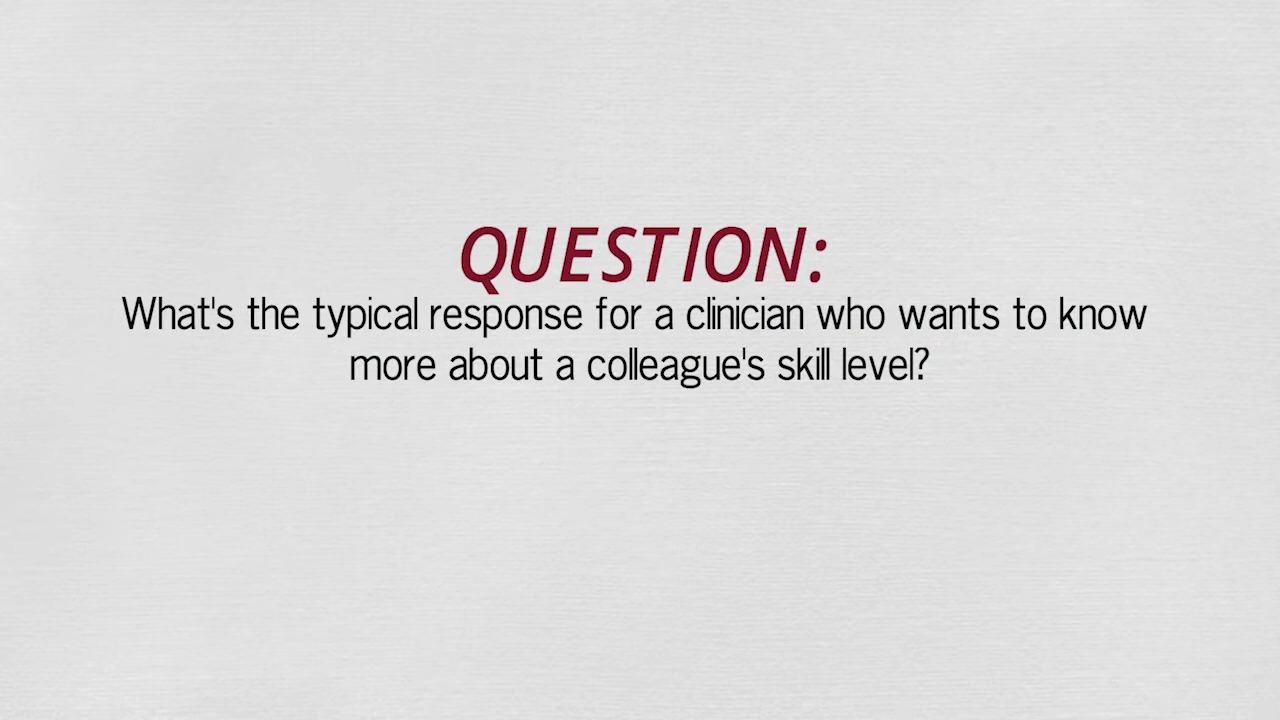 QUESTION:
What's the typical response for a clinician who wants to know
more about a colleague's skill level?